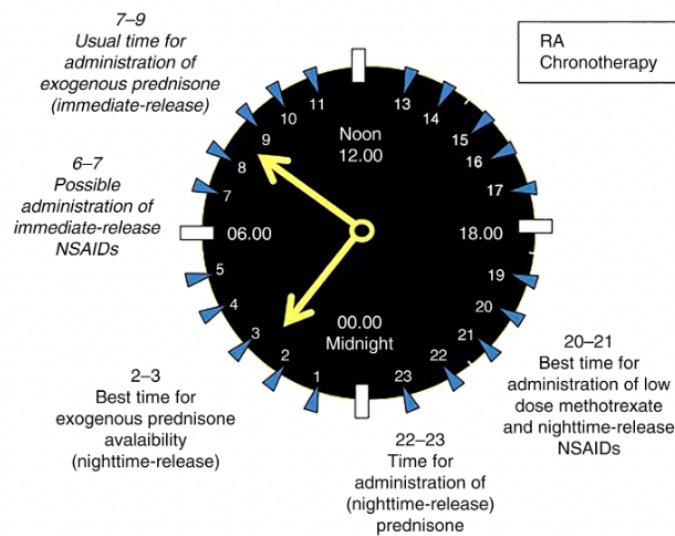 7–9
Usual time for
administration of
exogenous prednisone
(immediate-release)
RA
Chronotherapy
6–7
Possible
administration of
immediate-release
NSAIDs
Noon
12.00
13
14
15
16
17
18.00
19
20
21
22
23
00.00
Midnight
1
2
3
4
5
06.00
7
8
9
10
11
2–3
Best time for
exogenous prednisone
avalaibility
(nighttime-release)
22–23
Time for
administration of
(nighttime-release)
prednisone
20–21
Best time for
administration of low
dose methotrexate
and nighttime-release
NSAIDs